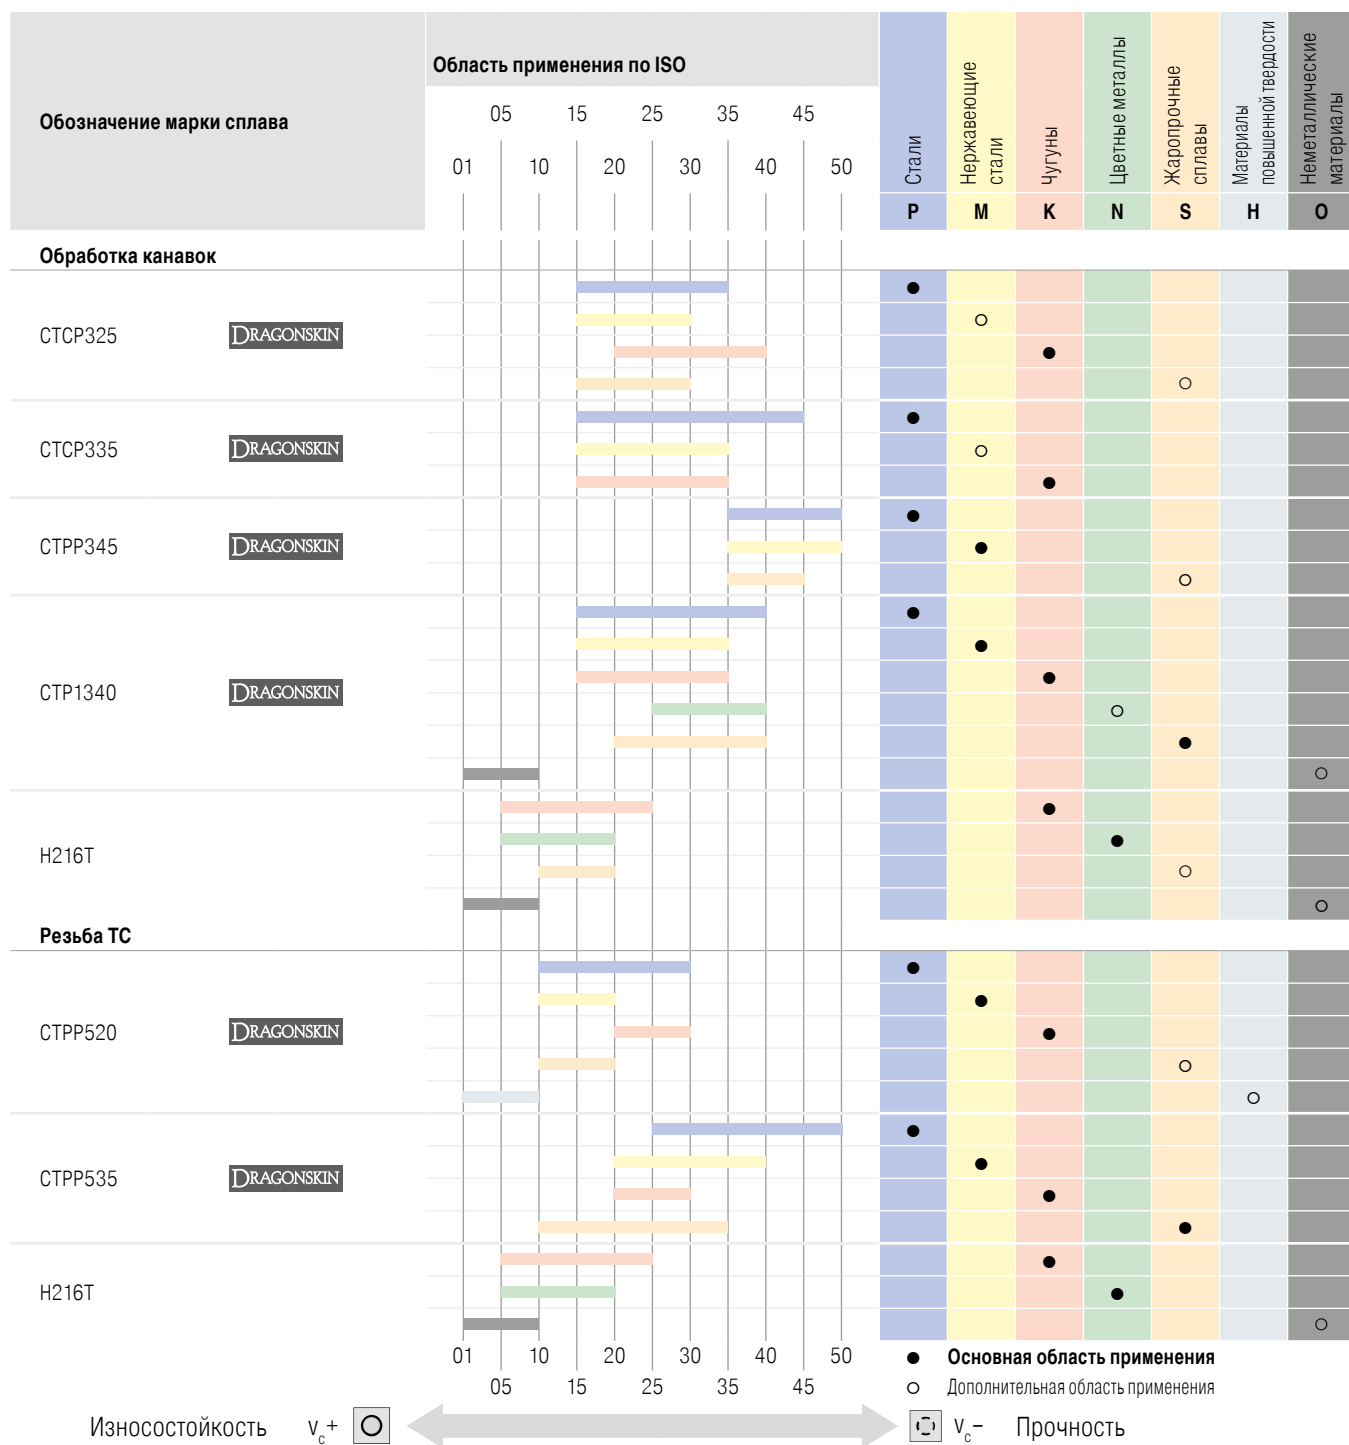 Обозначение марки сплава
Область применения по ISO
05 15 25 35 45
01 10 20 30 40 50
Стали
Нержавеющие
стали
Чугуны
Цветные металлы
Жаропрочные
сплавы
Материалы
повышенной твердости
Неметаллические
материалы
P M K N S H O
Обработка канавок
CTCP325 DRAGONSKIN
CTCP335 DRAGONSKIN
CTPP345 DRAGONSKIN
CTP1340 DRAGONSKIN
H216T
Резьба TC
CTPP520 DRAGONSKIN
CTPP535 DRAGONSKIN
H216T
01 10 20 30 40 50
05 15 25 35 45
● Основная область применения
○ Дополнительная область применения
Износостойкость vc+
vc− Прочность